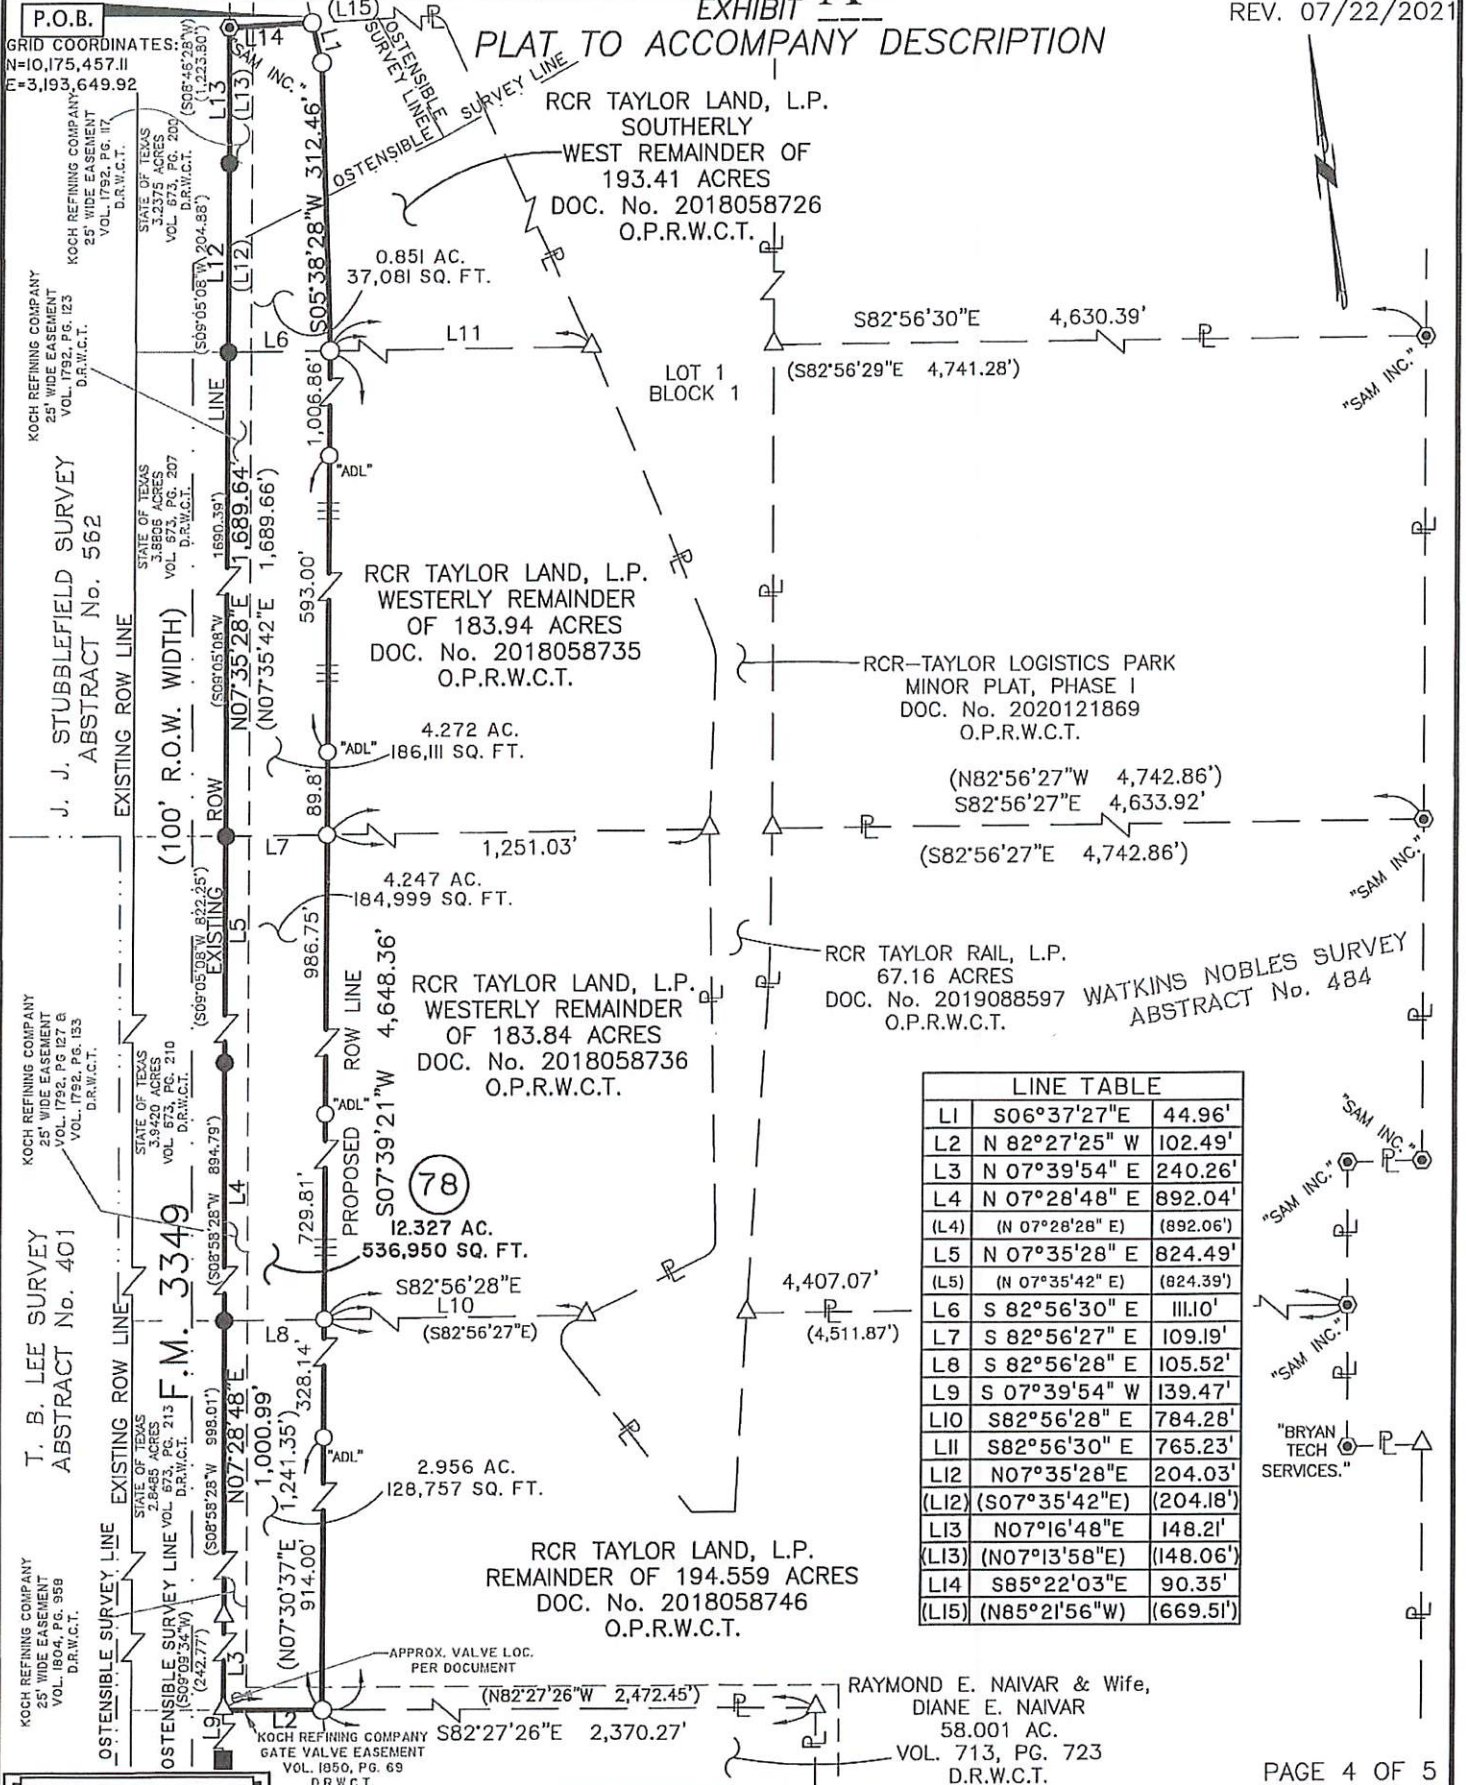 EXHIBIT
REV. 07/22/2021
PLAT TO ACCOMPANY DESCRIPTION
P.O.B.
GRID COORDINATES:
N=10,175,457.11
E=3,193,649.92
L14
"SAM INC."
L1
(L15)
OSTENSIBLE
SURVEY LINE
OSTENSIBLE SURVEY LINE
(S08°46'28"W)
(1,223.80')
L13
(L13)
KOCH REFINING COMPANY
25' WIDE EASEMENT
VOL. 1792, PG. 117
D.R.W.C.T.
STATE OF TEXAS
3.2375 ACRES
VOL 673, PG. 200
D.R.W.C.T.
(S09°05'08"W 204.88')
L12
(L12)
S05°38'28"W 312.46'
RCR TAYLOR LAND, L.P.
SOUTHERLY
WEST REMAINDER OF
193.41 ACRES
DOC. No. 2018058726
O.P.R.W.C.T.
0.851 AC.
37,081 SQ. FT.
L6
L11
S82°56'30"E 4,630.39'
(S82°56'29"E 4,741.28')
"SAM INC."
LOT 1
BLOCK 1
KOCH REFINING COMPANY
25' WIDE EASEMENT
VOL. 1792, PG. 123
D.R.W.C.T.
1,006.86'
"ADL"
J. J. STUBBLEFIELD SURVEY
ABSTRACT No. 562
EXISTING ROW LINE
STATE OF TEXAS
3.8806 ACRES
VOL 673, PG. 207
D.R.W.C.T.
(100' R.O.W. WIDTH)
(S09°05'08"W 1690.39')
EXISTING ROW LINE
N07°35'28"E 1,689.64'
(N07°35'42"E 1,689.66')
593.00'
RCR TAYLOR LAND, L.P.
WESTERLY REMAINDER
OF 183.94 ACRES
DOC. No. 2018058735
O.P.R.W.C.T.
4.272 AC.
186,111 SQ. FT.
"ADL"
89.8'
RCR-TAYLOR LOGISTICS PARK
MINOR PLAT, PHASE I
DOC. No. 2020121869
O.P.R.W.C.T.
(N82°56'27"W 4,742.86')
S82°56'27"E 4,633.92'
(S82°56'27"E 4,742.86')
"SAM INC."
L7
1,251.03'
4.247 AC.
184,999 SQ. FT.
(S09°05'08"W 822.25')
L5
986.75'
RCR TAYLOR LAND, L.P.
WESTERLY REMAINDER
OF 183.84 ACRES
DOC. No. 2018058736
O.P.R.W.C.T.
RCR TAYLOR RAIL, L.P.
67.16 ACRES
DOC. No. 2019088597
O.P.R.W.C.T.
WATKINS NOBLES SURVEY
ABSTRACT No. 484
KOCH REFINING COMPANY
25' WIDE EASEMENT
VOL. 1792, PG 127 &
VOL. 1792, PG. 133
D.R.W.C.T.
STATE OF TEXAS
3.9420 ACRES
VOL 673, PG. 210
D.R.W.C.T.
(S08°58'28"W 894.79')
L4
"ADL"
PROPOSED ROW LINE
S07°39'21"W 4,648.36'
729.81'
78
12.327 AC.
536,950 SQ. FT.
S82°56'28"E
L10
(S82°56'27"E)
L8
4,407.07'
(4,511.87')
LINE TABLE
L1 S06°37'27"E 44.96'
L2 N 82°27'25" W 102.49'
L3 N 07°39'54" E 240.26'
L4 N 07°28'48" E 892.04'
(L4) (N 07°28'28" E) (892.06')
L5 N 07°35'28" E 824.49'
(L5) (N 07°35'42" E) (824.39')
L6 S 82°56'30" E 111.10'
L7 S 82°56'27" E 109.19'
L8 S 82°56'28" E 105.52'
L9 S 07°39'54" W 139.47'
L10 S82°56'28" E 784.28'
L11 S82°56'30" E 765.23'
L12 N07°35'28"E 204.03'
(L12) (S07°35'42"E) (204.18')
L13 N07°16'48"E 148.21'
(L13) (N07°13'58"E) (148.06')
L14 S85°22'03"E 90.35'
(L15) (N85°21'56"W) (669.51')
"SAM INC."
"SAM INC."
"SAM INC."
"BRYAN
TECH
SERVICES."
T. B. LEE SURVEY
ABSTRACT No. 401
EXISTING ROW LINE
F.M. 3349
STATE OF TEXAS
2.8485 ACRES
VOL 673, PG. 213
D.R.W.C.T.
(S08°58'28"W 998.01')
N07°28'48"E
1,000.99'
328.14'
"ADL"
(N07°30'37"E 1,241.35')
914.00'
2.956 AC.
128,757 SQ. FT.
RCR TAYLOR LAND, L.P.
REMAINDER OF 194.559 ACRES
DOC. No. 2018058746
O.P.R.W.C.T.
KOCH REFINING COMPANY
25' WIDE EASEMENT
VOL. 1804, PG. 958
D.R.W.C.T.
OSTENSIBLE SURVEY LINE
OSTENSIBLE SURVEY LINE
(S09°09'34"W)
(242.77')
L3
L9
L2
APPROX. VALVE LOC.
PER DOCUMENT
(N82°27'26"W 2,472.45')
S82°27'26"E 2,370.27'
KOCH REFINING COMPANY
GATE VALVE EASEMENT
VOL. 1850, PG. 69
D.R.W.C.T.
RAYMOND E. NAIVAR & Wife,
DIANE E. NAIVAR
58.001 AC.
VOL. 713, PG. 723
D.R.W.C.T.
PAGE 4 OF 5